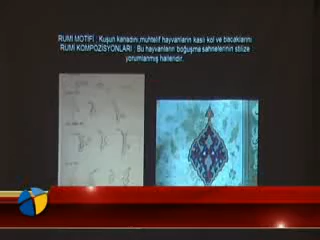 RUMİ MOTİFİ : Kuşun kanadını,muhtelif hayvanların kaslı kol ve bacaklarını
RUMİ KOMPOZİSYONLARI : Bu hayvanların boğuşma sahnelerinin stilize
yorumlanmış halleridir.